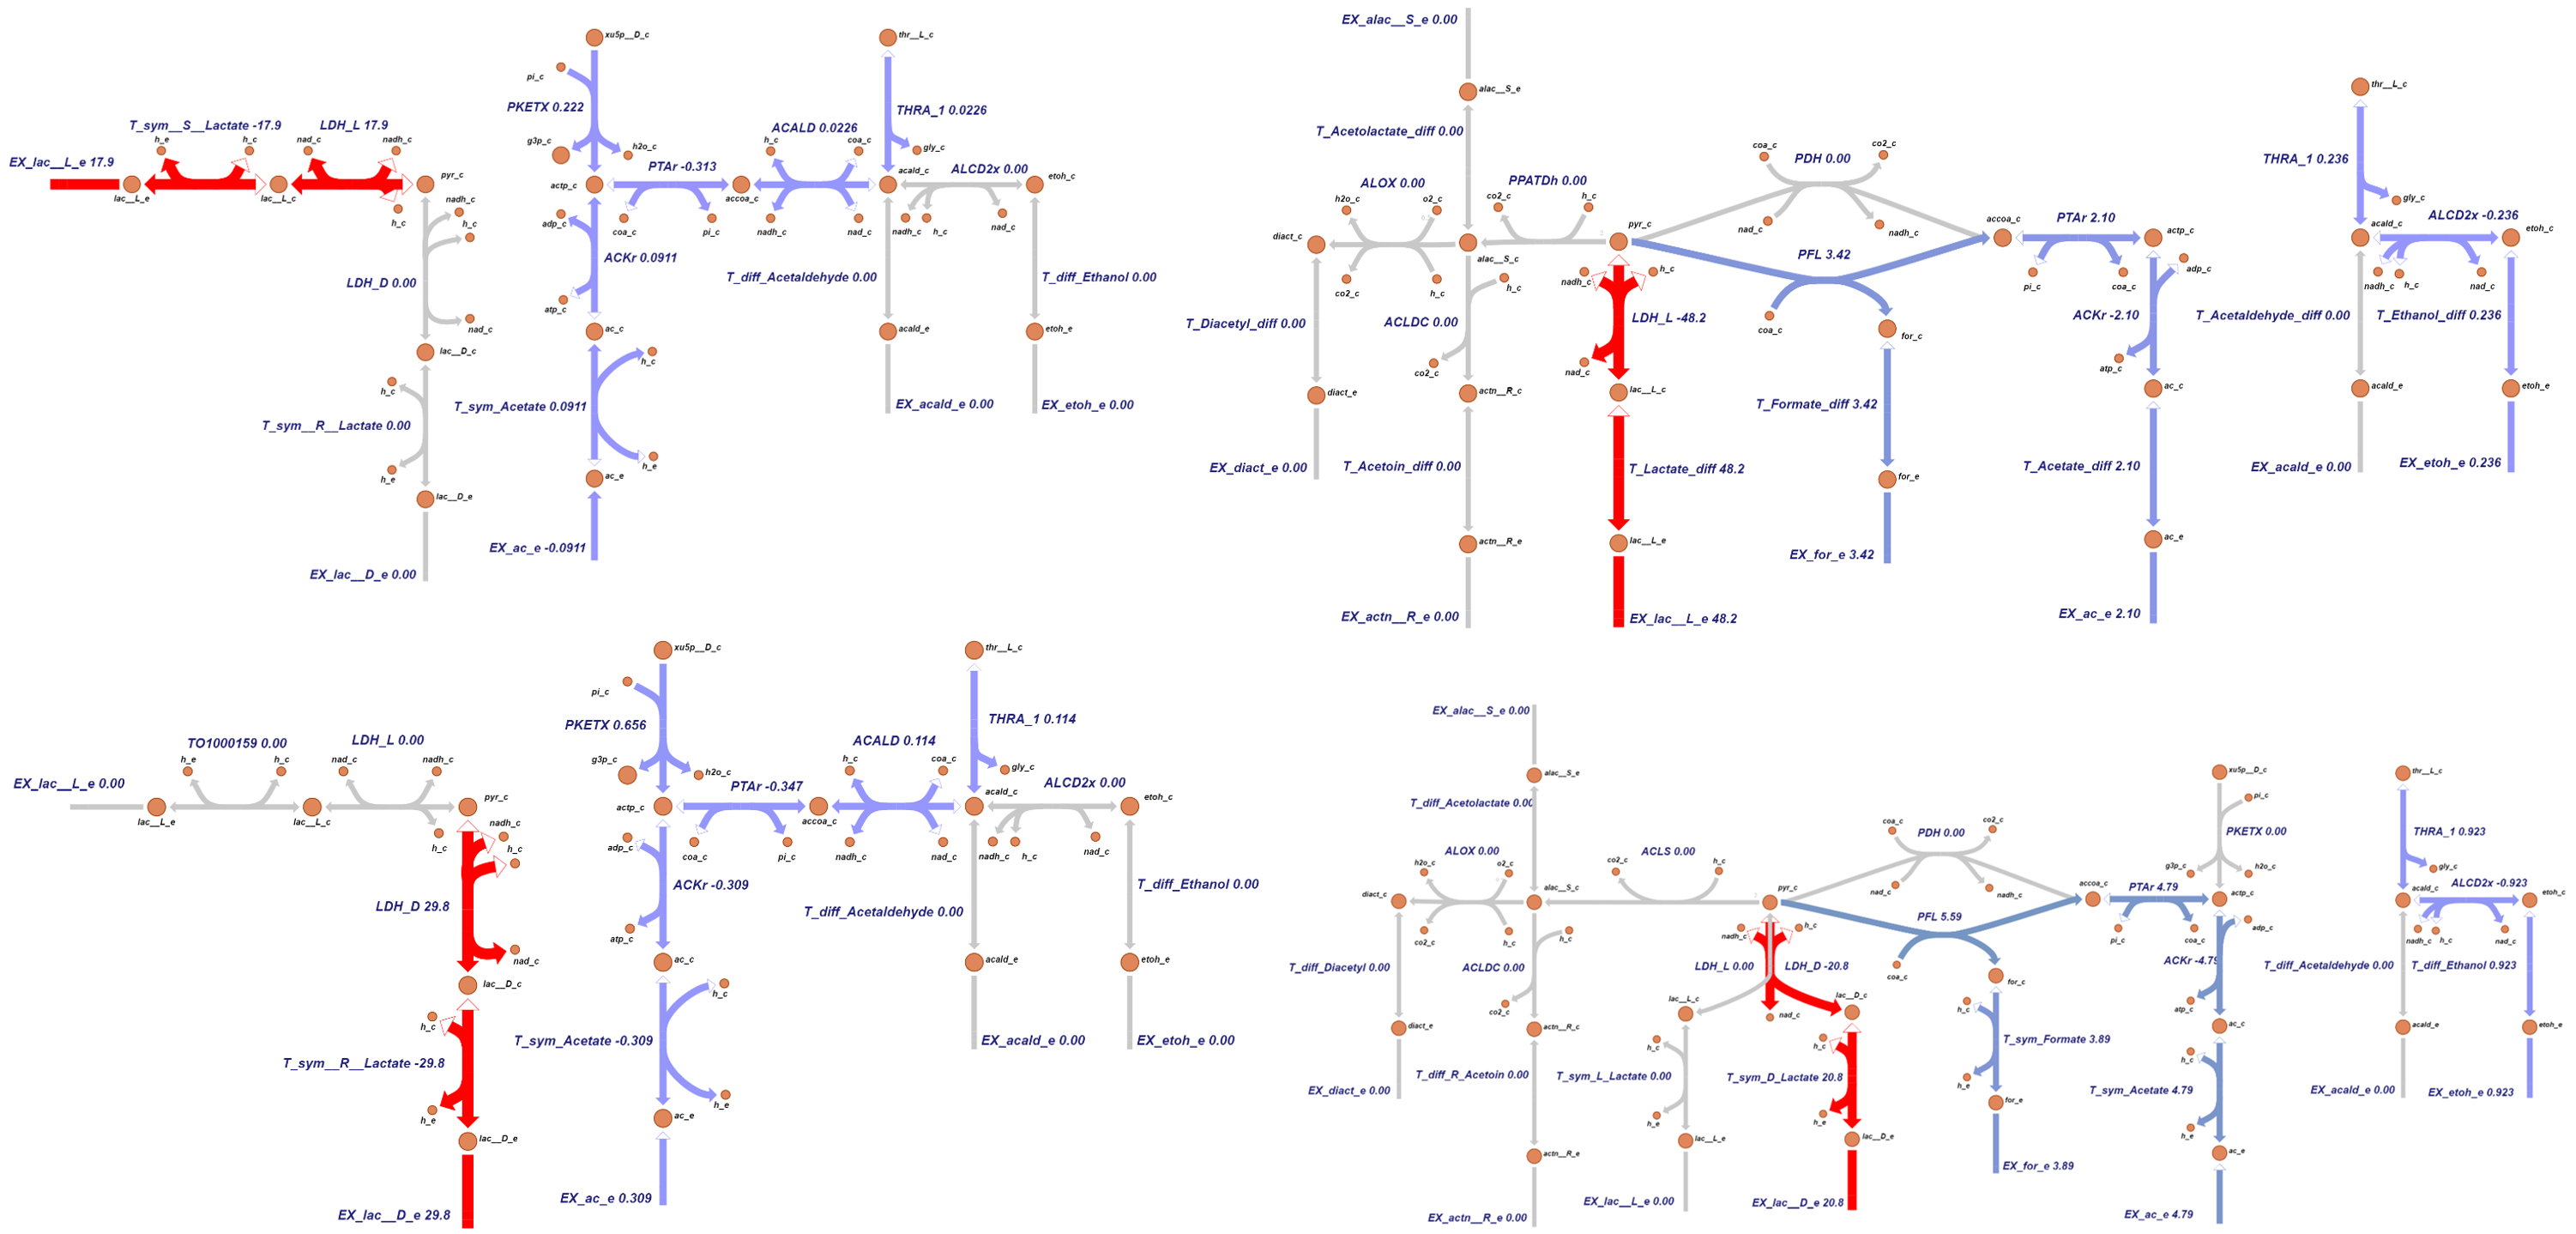 xu5p__D_c
thr__L_c
pi_c
PKETX 0.222
THRA_1 0.0226
T_sym__S__Lactate -17.9
LDH_L 17.9
ACALD 0.0226
h_e
h_c
nad_c
nadh_c
g3p_c
h2o_c
h_c
coa_c
gly_c
EX_lac__L_e 17.9
PTAr -0.313
ALCD2x 0.00
lac__L_e
lac__L_c
pyr_c
nadh_c
h_c
h_c
actp_c
accoa_c
acald_c
etoh_c
adp_c
coa_c
pi_c
nadh_c
nad_c
nadh_c
h_c
nad_c
LDH_D 0.00
ACKr 0.0911
T_diff_Acetaldehyde 0.00
T_diff_Ethanol 0.00
nad_c
atp_c
lac__D_c
ac_c
acald_e
etoh_e
h_c
h_c
T_sym_Acetate 0.0911
EX_acald_e 0.00
EX_etoh_e 0.00
T_sym__R__Lactate 0.00
h_e
h_e
lac__D_e
ac_e
EX_ac_e -0.0911
EX_lac__D_e 0.00
EX_alac__S_e 0.00
alac__S_e
T_Acetolactate_diff 0.00
ALOX 0.00
PPATDh 0.00
PDH 0.00
coa_c
co2_c
h2o_c
o2_c
co2_c
h_c
nad_c
nadh_c
diact_c
alac__S_c
pyr_c
accoa_c
PTAr 2.10
actp_c
co2_c
h_c
h_c
nadh_c
h_c
PFL 3.42
pi_c
coa_c
adp_c
T_Diacetyl_diff 0.00
ACLDC 0.00
LDH_L -48.2
coa_c
for_c
ACKr -2.10
co2_c
nad_c
atp_c
diact_e
actn__R_c
lac__L_c
T_Formate_diff 3.42
ac_c
EX_diact_e 0.00
T_Acetoin_diff 0.00
T_Lactate_diff 48.2
for_e
T_Acetate_diff 2.10
actn__R_e
lac__L_e
EX_for_e 3.42
ac_e
EX_actn__R_e 0.00
EX_lac__L_e 48.2
EX_ac_e 2.10
thr__L_c
THRA_1 0.236
gly_c
acald_c
ALCD2x -0.236
etoh_c
nadh_c
h_c
nad_c
T_Acetaldehyde_diff 0.00
T_Ethanol_diff 0.236
acald_e
etoh_e
EX_acald_e 0.00
EX_etoh_e 0.236
xu5p__D_c
thr__L_c
pi_c
PKETX 0.656
THRA_1 0.114
TO1000159 0.00
LDH_L 0.00
ACALD 0.114
h_e
h_c
nad_c
nadh_c
g3p_c
h2o_c
h_c
coa_c
gly_c
EX_lac__L_e 0.00
PTAr -0.347
ALCD2x 0.00
pyr_c
lac__L_e
lac__L_c
actp_c
accoa_c
acald_c
etoh_c
nadh_c
h_c
h_c
adp_c
coa_c
pi_c
nadh_c
nad_c
nadh_c
h_c
nad_c
LDH_D 29.8
ACKr -0.309
T_diff_Acetaldehyde 0.00
T_diff_Ethanol 0.00
nad_c
atp_c
lac__D_c
ac_c
acald_e
etoh_e
h_c
h_c
T_sym__R__Lactate -29.8
T_sym_Acetate -0.309
EX_acald_e 0.00
EX_etoh_e 0.00
h_e
h_e
lac__D_e
ac_e
EX_ac_e 0.309
EX_lac__D_e 29.8
EX_alac__S_e 0.00
alac__S_e
T_diff_Acetolactate 0.00
ALOX 0.00
ACLS 0.00
PDH 0.00
coa_c
co2_c
h2o_c
o2_c
co2_c
h_c
nad_c
nadh_c
diact_c
alac__S_c
pyr_c
accoa_c
PTAr 4.79
actp_c
xu5p__D_c
pi_c
PKETX 0.00
g3p_c
h2o_c
co2_c
h_c
h_c
nadh_c
h_c
PFL 5.59
pi_c
coa_c
adp_c
T_diff_Diacetyl 0.00
ACLDC 0.00
LDH_L 0.00
LDH_D -20.8
coa_c
for_c
ACKr -4.79
co2_c
lac__L_c
nad_c
lac__D_c
h_c
atp_c
diact_e
actn__R_c
h_c
h_c
T_sym_Formate 3.89
ac_c
h_c
T_diff_R_Acetoin 0.00
T_sym_L_Lactate 0.00
T_sym_D_Lactate 20.8
h_e
T_sym_Acetate 4.79
EX_diact_e 0.00
h_e
h_e
for_e
h_e
actn__R_e
lac__L_e
lac__D_e
ac_e
EX_for_e 3.89
EX_lac__L_e 0.00
EX_lac__D_e 20.8
EX_actn__R_e 0.00
EX_ac_e 4.79
thr__L_c
THRA_1 0.923
gly_c
acald_c
ALCD2x -0.923
etoh_c
nadh_c
h_c
nad_c
T_diff_Acetaldehyde 0.00
T_diff_Ethanol 0.923
acald_e
etoh_e
EX_acald_e 0.00
EX_etoh_e 0.923